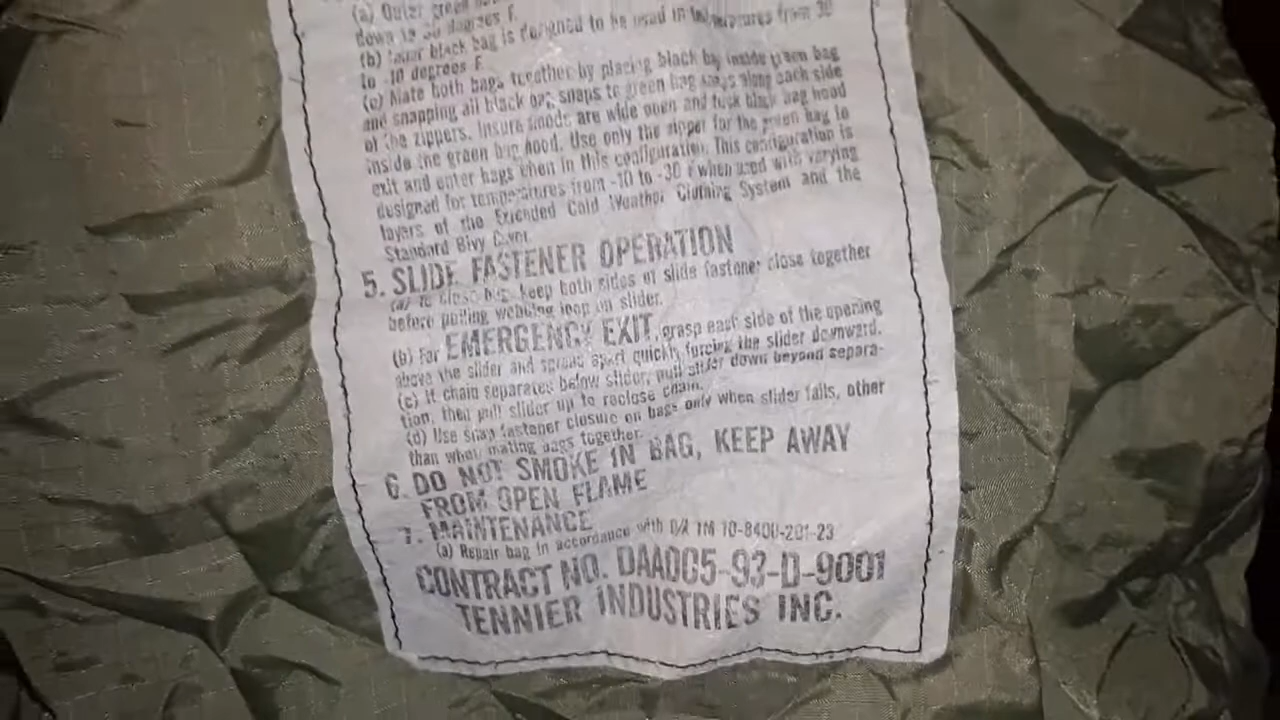 (a) Outer green
down to 30 degrees F.
(b) Inner black bag is designed to be used in temperatures from 30
to -10 degrees F.
(c) Mate both bags together by placing black bag inside green bag
and snapping all black bag snaps to green bag snaps along each side
of the zippers. Insure hoods are wide open and tuck black bag hood
inside the green bag hood. Use only the zipper for the green bag to
exit and enter bags when in this configuration. This configuration is
designed for temperatures from -10 to -30 F when used with varying
layers of the Extended Cold Weather Clothing System and the
Standard Bivy Cover.
5. SLIDE FASTENER OPERATION
(a) To close bag, keep both sides of slide fastener close together
before pulling webbing loop on slider.
(b) For EMERGENCY EXIT, grasp each side of the opening
above the slider and spread apart quickly forcing the slider downward.
(c) If chain separates below slider, pull slider down beyond separa-
tion, then pull slider up to reclose chain.
(d) Use snap fastener closure on bags only when slider fails, other
than when mating bags together.
6. DO NOT SMOKE IN BAG, KEEP AWAY
FROM OPEN FLAME
7. MAINTENANCE
(a) Repair bag in accordance with D/A TM 10-8400-201-23
CONTRACT NO. DAA005-93-D-9001
TENNIER INDUSTRIES INC.